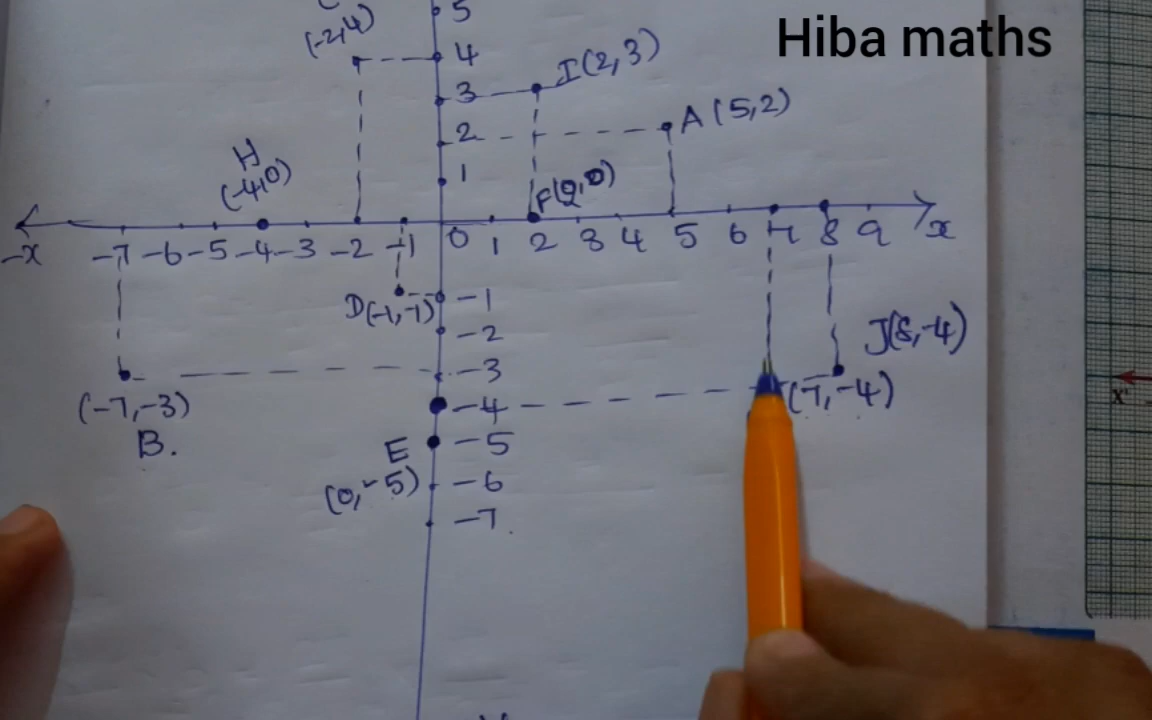 Hiba maths
5
(-2,4)
4
I(2,3)
3
A(5,2)
2
H
(-4,0)
1
F(2,0)
-x -7 -6 -5 -4 -3 -2 -1 0 1 2 3 4 5 6 7 8 9 x
D(-1,-1)
-1
-2
J(8,-4)
-3
(-7,-3)
B.
-4
(7,-4)
E
-5
(0,-5)
-6
-7
x'